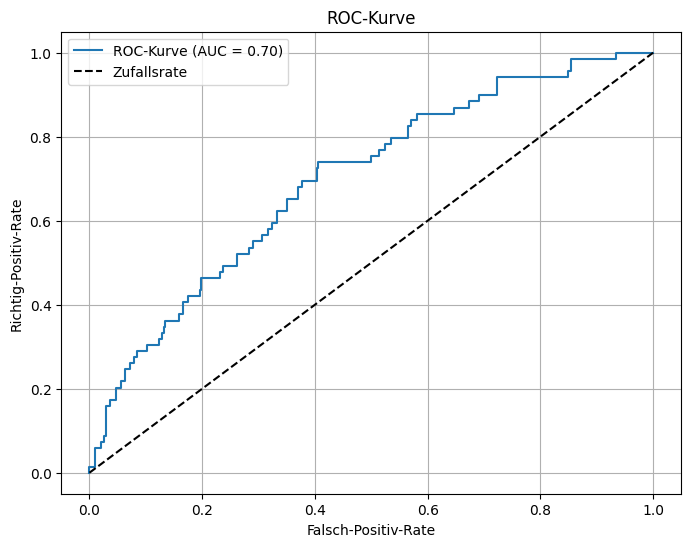 ROC-Kurve
ROC-Kurve (AUC = 0.70)
Zufallsrate
Richtig-Positiv-Rate
1.0
0.8
0.6
0.4
0.2
0.0
0.0 0.2 0.4 0.6 0.8 1.0
Falsch-Positiv-Rate